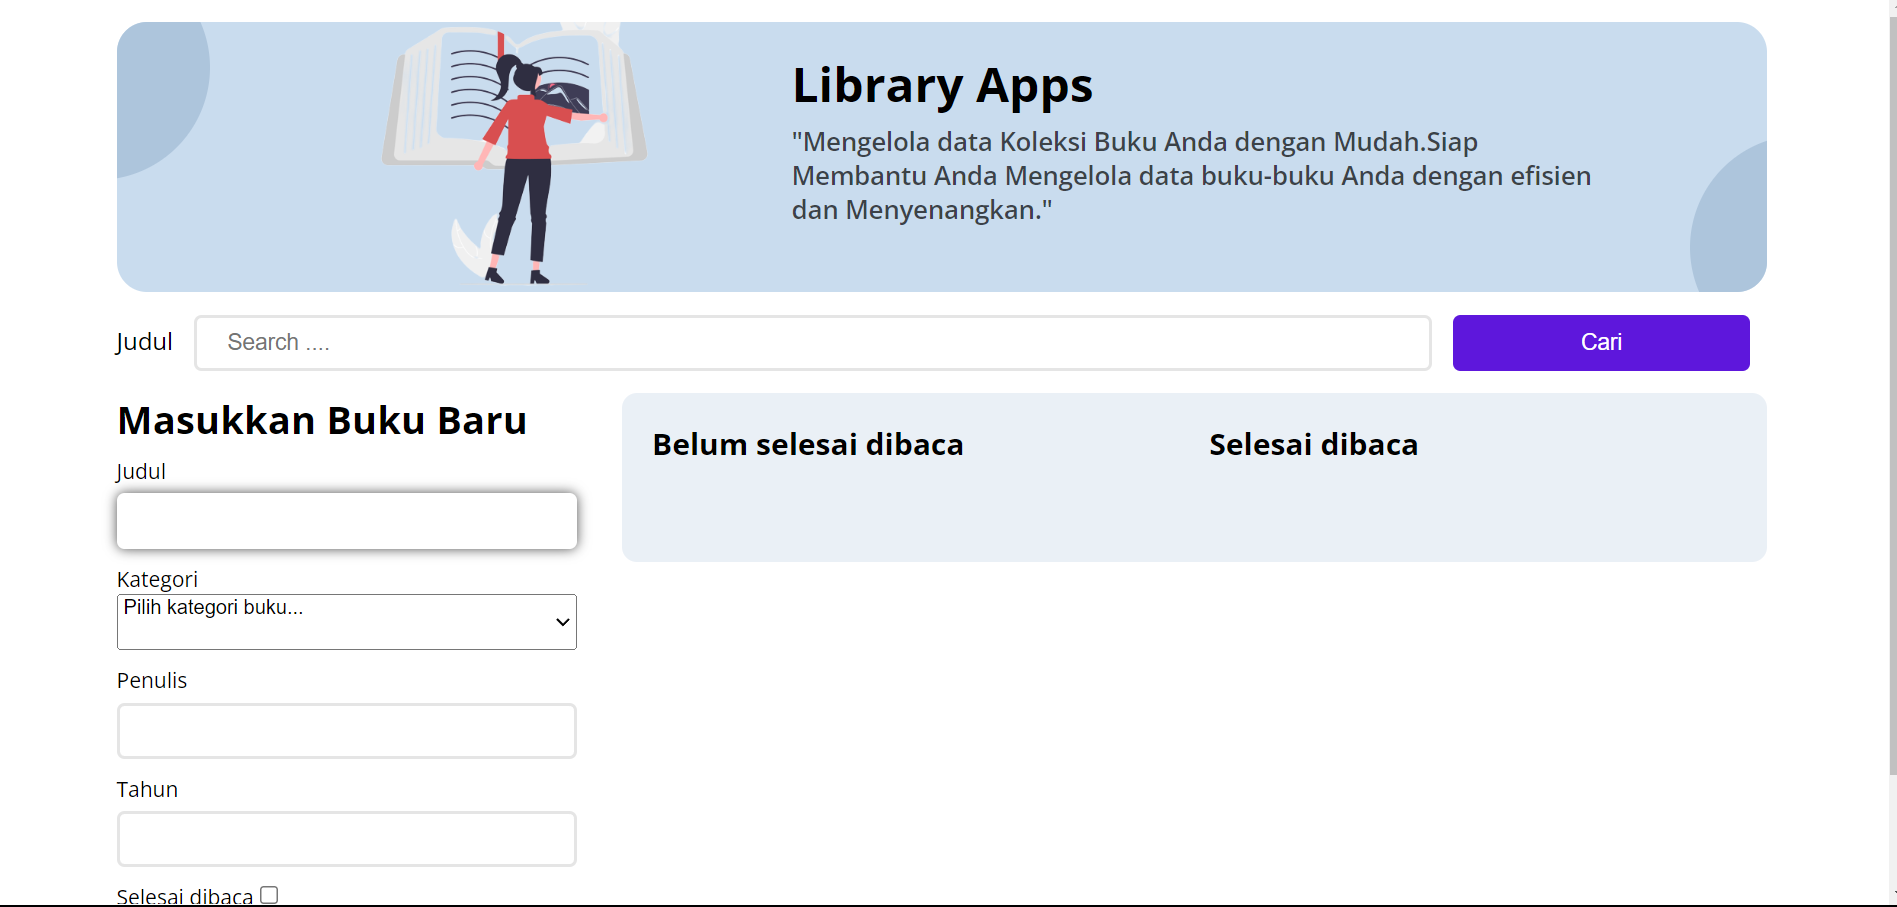 Library Apps
"Mengelola data Koleksi Buku Anda dengan Mudah.Siap
Membantu Anda Mengelola data buku-buku Anda dengan efisien
dan Menyenangkan."
Judul
Search ....
Cari
Masukkan Buku Baru
Judul
Kategori
Pilih kategori buku...
Penulis
Tahun
Selesai dibaca
Belum selesai dibaca
Selesai dibaca